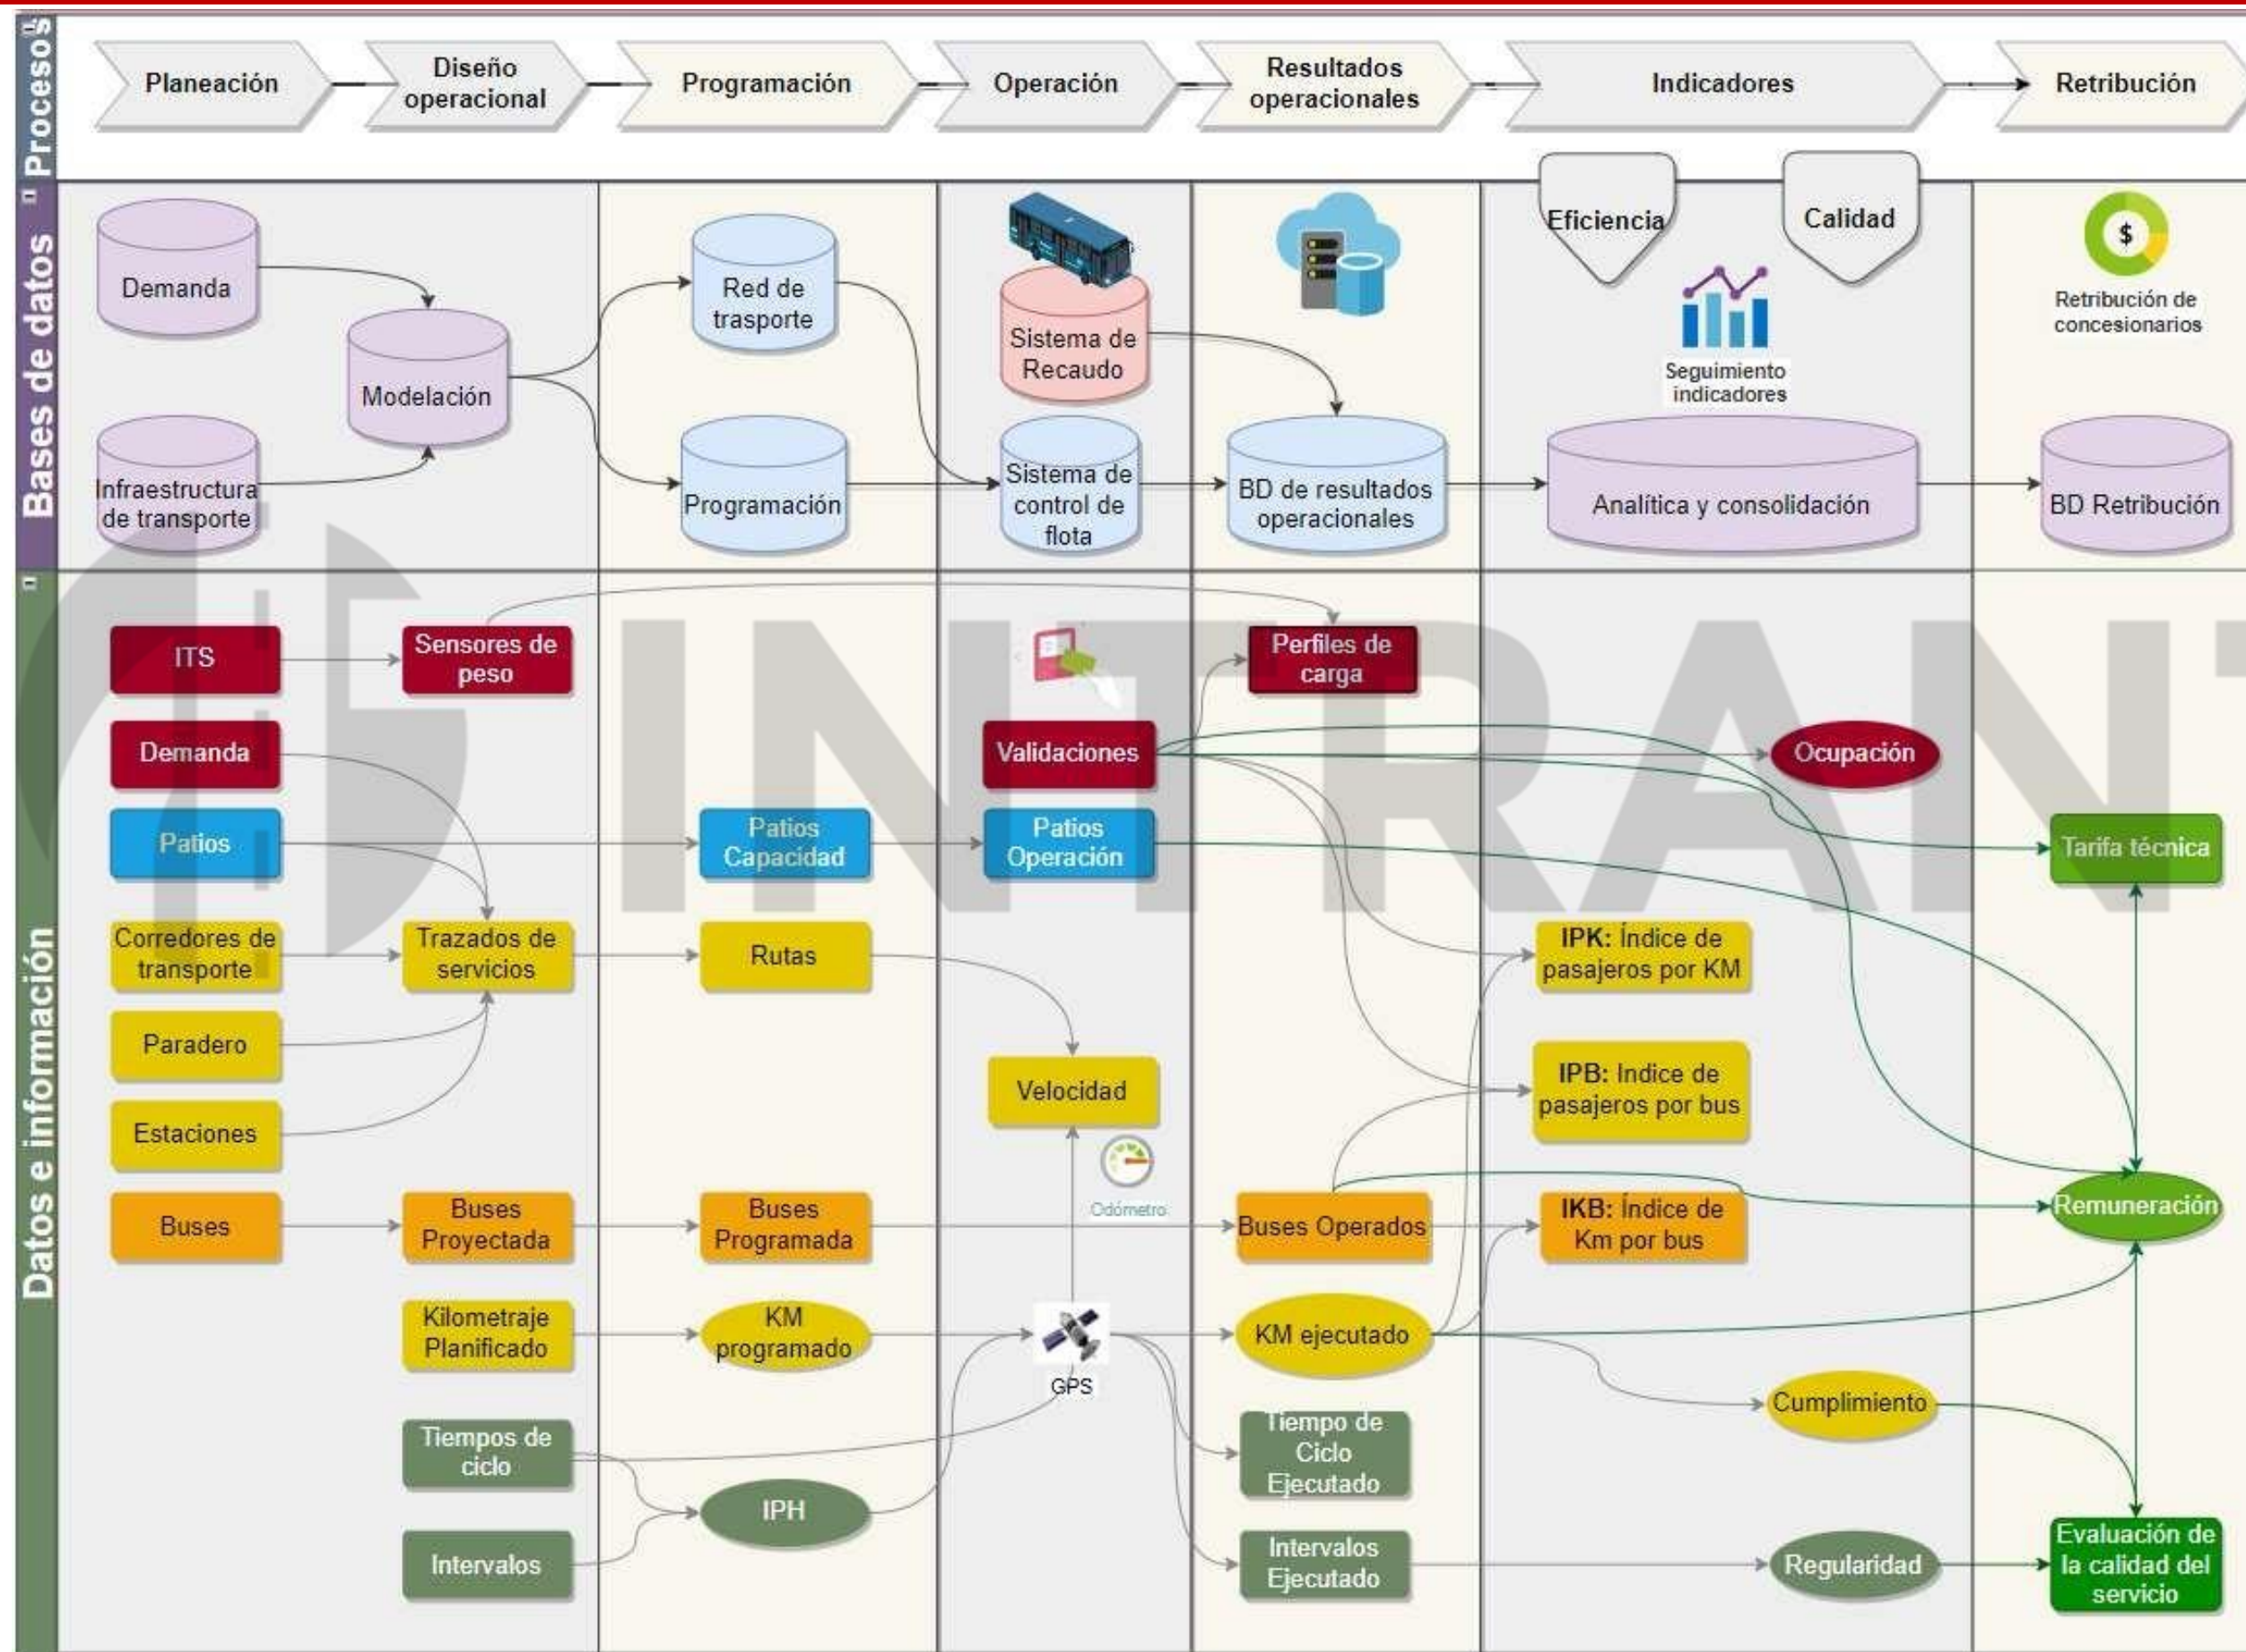 Procesos
Planeación
Diseño
operacional
Programación
Operación
Resultados
operacionales
Indicadores
Retribución
Bases de datos
Demanda
Infraestructura
de transporte
Modelación
Red de
trasporte
Programación
Sistema de
Recaudo
Sistema de
control de
flota
BD de resultados
operacionales
Eficiencia
Calidad
Seguimiento
indicadores
Analítica y consolidación
$
Retribución de
concesionarios
BD Retribución
Datos e información
INTRANT
ITS
Sensores de
peso
Perfiles de
carga
Demanda
Validaciones
Ocupación
Patios
Patios
Capacidad
Patios
Operación
Tarifa técnica
Corredores de
transporte
Trazados de
servicios
Rutas
IPK: Índice de
pasajeros por KM
Paradero
Velocidad
IPB: Indice de
pasajeros por bus
Estaciones
Odómetro
Buses
Buses
Proyectada
Buses
Programada
Buses Operados
IKB: Índice de
Km por bus
Remuneración
Kilometraje
Planificado
KM
programado
GPS
KM ejecutado
Cumplimiento
Tiempos de
ciclo
IPH
Tiempo de
Ciclo
Ejecutado
Intervalos
Intervalos
Ejecutado
Regularidad
Evaluación de
la calidad del
servicio